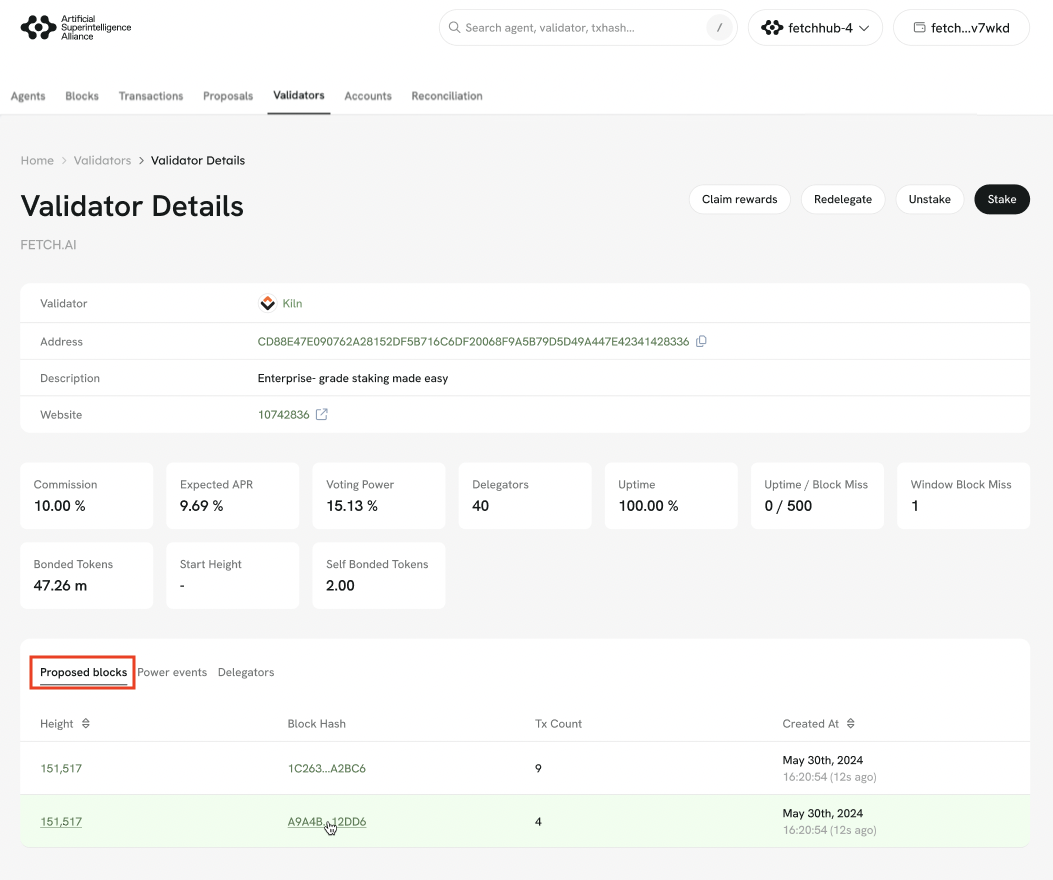 Artificial
Superintelligence
Alliance
Search agent, validator, txhash...
/
fetchhub-4
fetch...v7wkd
Agents Blocks Transactions Proposals Validators Accounts Reconciliation
Home > Validators > Validator Details
Validator Details
Claim rewards Redelegate Unstake Stake
FETCH.AI
Validator Kiln
Address CD88E47E090762A28152DF5B716C6DF20068F9A5B79D5D49A447E42341428336
Description Enterprise- grade staking made easy
Website 10742836
Commission Expected APR Voting Power Delegators Uptime Uptime / Block Miss Window Block Miss
10.00 % 9.69 % 15.13 % 40 100.00 % 0 / 500 1
Bonded Tokens Start Height Self Bonded Tokens
47.26 m - 2.00
Proposed blocks Power events Delegators
Height Block Hash Tx Count Created At
151,517 1C263...A2BC6 9 May 30th, 2024
16:20:54 (12s ago)
151,517 A9A4B...12DD6 4 May 30th, 2024
16:20:54 (12s ago)